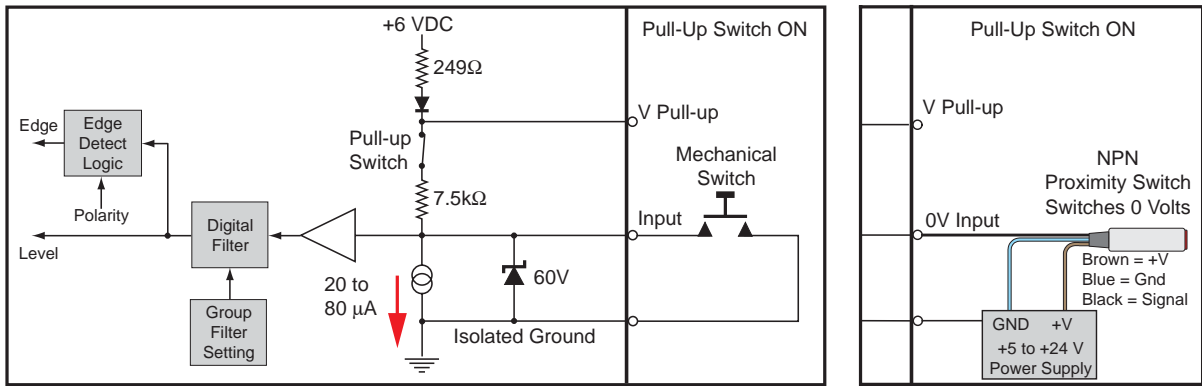 +6 VDC
249Ω
Pull-Up Switch ON
V Pull-up
Edge
Edge
Detect
Logic
Pull-up
Switch
Mechanical
Switch
7.5kΩ
Polarity
Input
Digital
Filter
Level
20 to
80 µA
60V
Group
Filter
Setting
Isolated Ground
Pull-Up Switch ON
V Pull-up
NPN
Proximity Switch
Switches 0 Volts
0V Input
Brown = +V
Blue = Gnd
Black = Signal
GND +V
+5 to +24 V
Power Supply